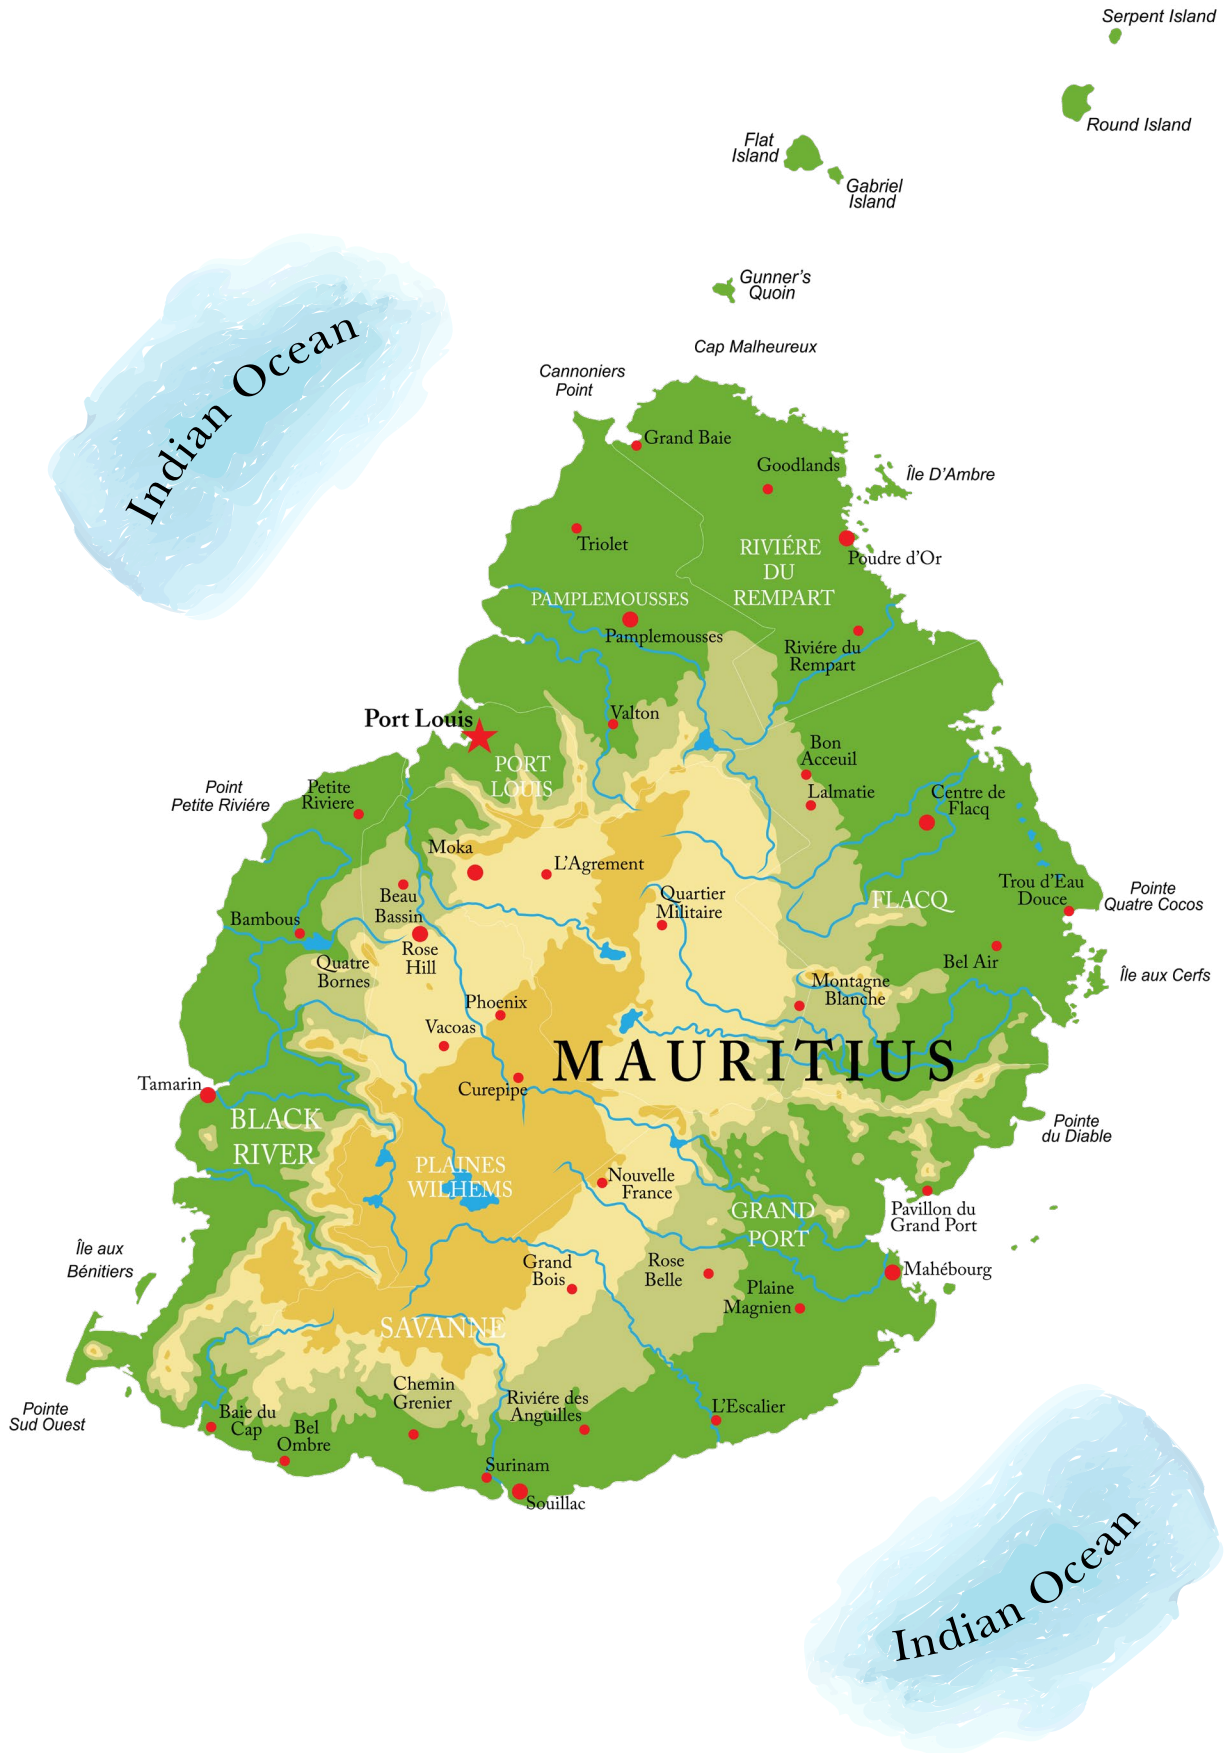 Serpent Island
Round Island
Flat
Island
Gabriel
Island
Gunner's
Quoin
Cap Malheureux
Cannoniers
Point
Indian Ocean
Grand Baie
Goodlands
Île D'Ambre
Triolet
RIVIÉRE
DU
REMPART
Poudre d'Or
PAMPLEMOUSSES
Pamplemousses
Riviére du
Rempart
Port Louis
Valton
PORT
LOUIS
Bon
Acceuil
Lalmatie
Centre de
Flacq
Point
Petite Riviére
Petite
Riviere
Moka
L'Agrement
Beau
Bassin
Quartier
Militaire
FLACQ
Trou d'Eau
Douce
Pointe
Quatre Cocos
Bambous
Rose
Hill
Quatre
Bornes
Bel Air
Île aux Cerfs
Montagne
Blanche
Phoenix
Vacoas
MAURITIUS
Curepipe
Tamarin
BLACK
RIVER
Pointe
du Diable
PLAINES
WILHEMS
Nouvelle
France
GRAND
PORT
Pavillon du
Grand Port
Île aux
Bénitiers
Grand
Bois
Rose
Belle
Mahébourg
Plaine
Magnien
SAVANNE
Chemin
Grenier
Riviére des
Anguilles
L'Escalier
Pointe
Sud Ouest
Baie du
Cap
Bel
Ombre
Surinam
Souillac
Indian Ocean